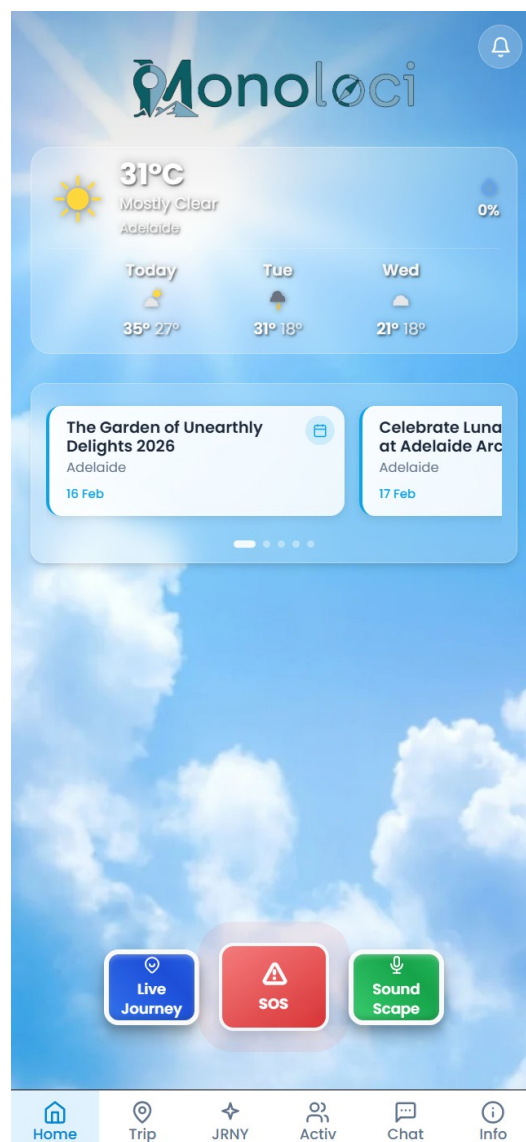 Monoloci
31°C
Mostly Clear
Adelaide
0%
Today
Tue
Wed
35° 27°
31° 18°
21° 18°
The Garden of Unearthly
Delights 2026
Adelaide
16 Feb
Celebrate Luna
at Adelaide Arc
Adelaide
17 Feb
Live
Journey
SOS
Sound
Scape
Home
Trip
JRNY
Activ
Chat
Info